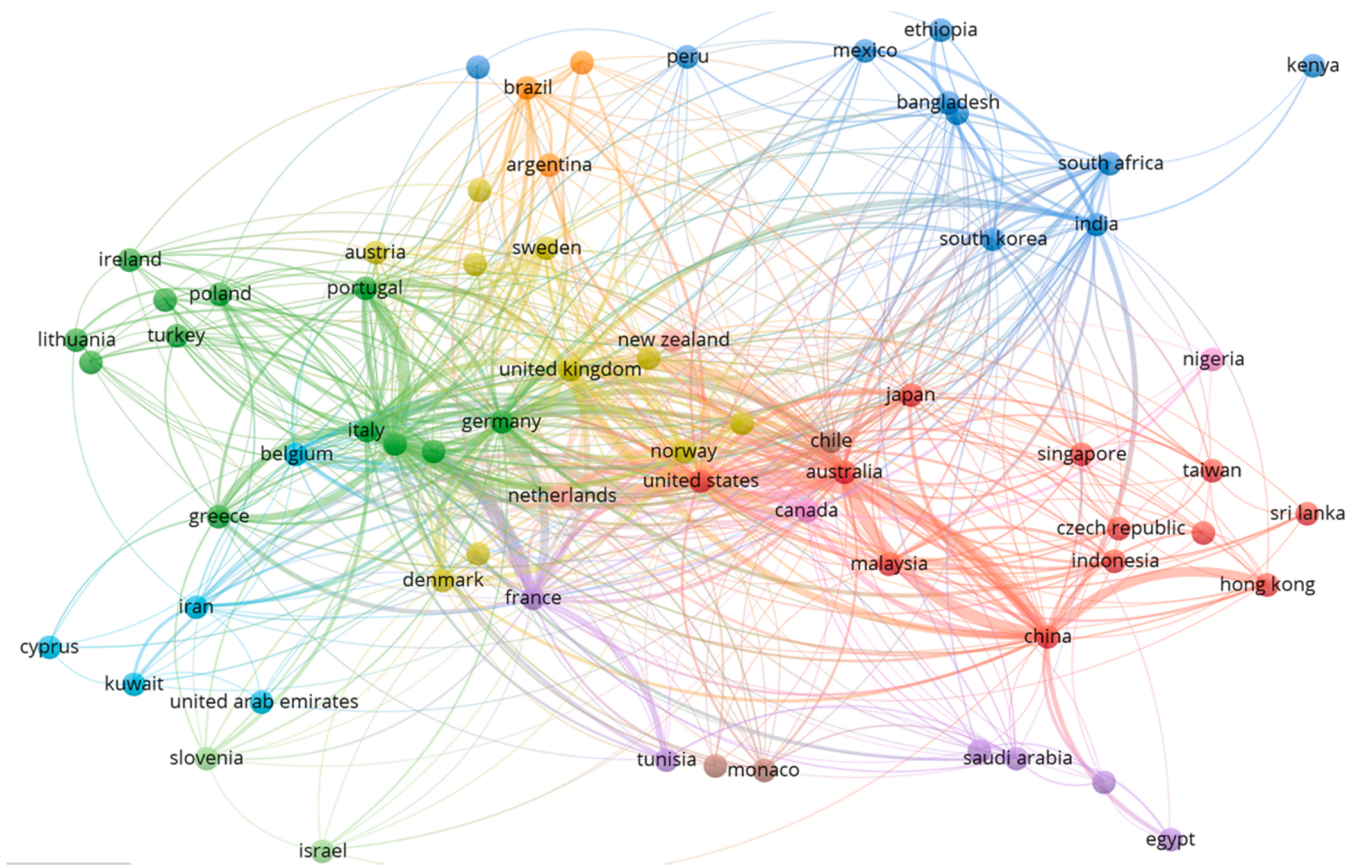 ethiopia
mexico
peru
kenya
brazil
bangladesh
argentina
south africa
india
south korea
sweden
austria
ireland
portugal
poland
turkey
lithuania
new zealand
nigeria
united kingdom
japan
germany
italy
chile
norway
belgium
singapore
australia
taiwan
united states
netherlands
canada
sri lanka
greece
czech republic
indonesia
malaysia
denmark
hong kong
france
iran
china
cyprus
kuwait
united arab emirates
slovenia
tunisia
saudi arabia
monaco
egypt
israel